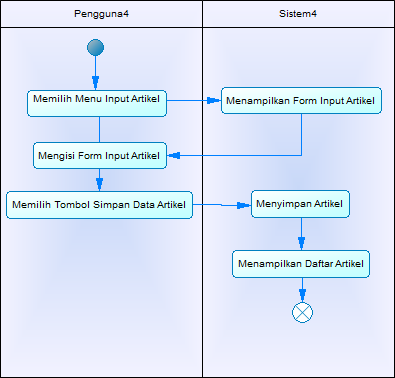 Pengguna4
Sistem4
Memilih Menu Input Artikel
Menampilkan Form Input Artikel
Mengisi Form Input Artikel
Memilih Tombol Simpan Data Artikel
Menyimpan Artikel
Menampilkan Daftar Artikel